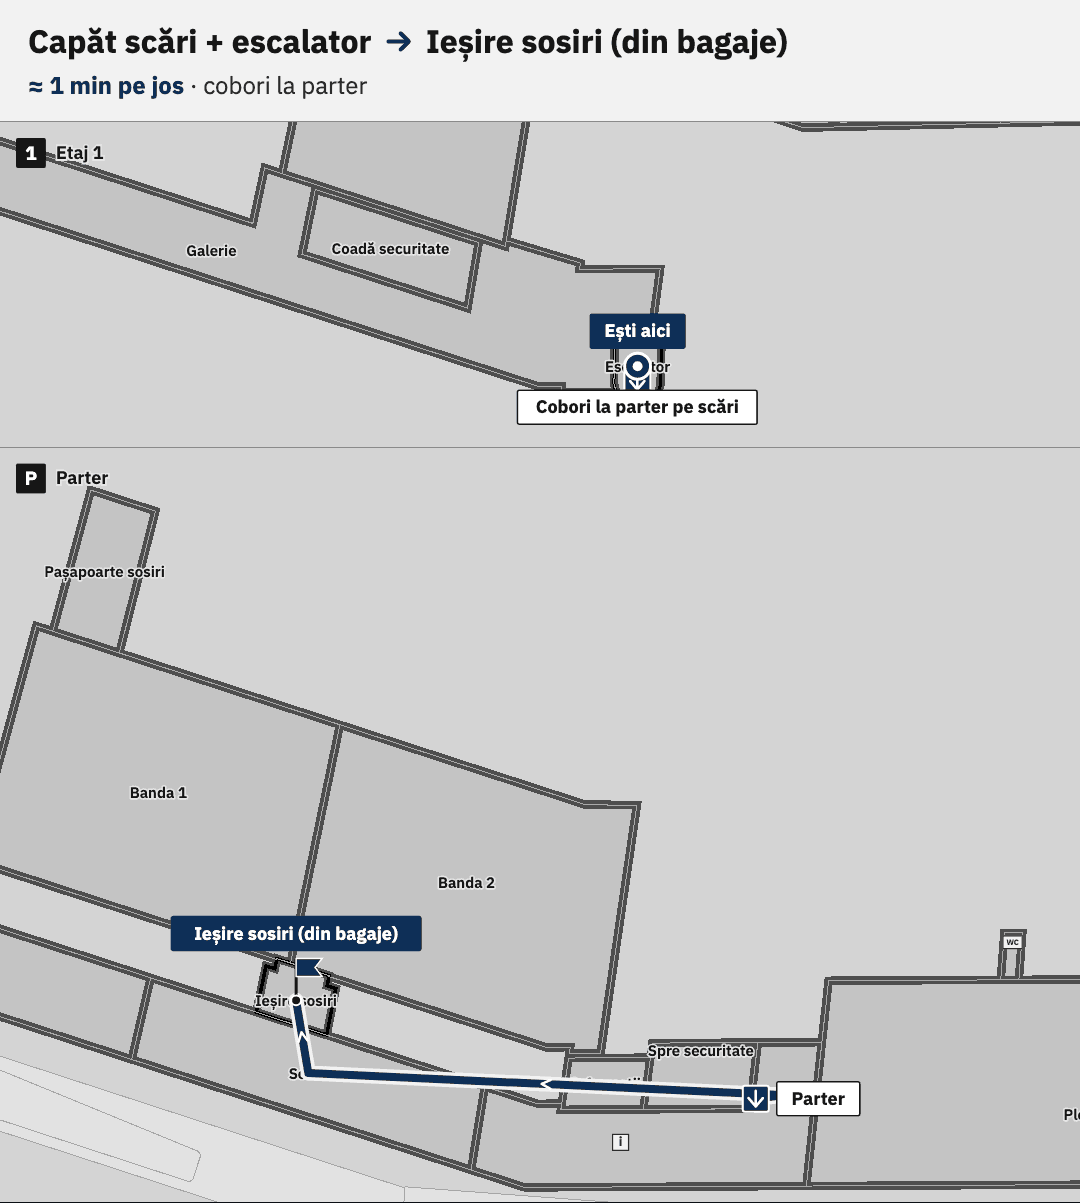 Capăt scări + escalator → Ieșire sosiri (din bagaje)
≈ 1 min pe jos · cobori la parter
1 Etaj 1
Galerie
Coadă securitate
Ești aici
Cobori la parter pe scări
P Parter
Pașapoarte sosiri
Banda 1
Banda 2
Ieșire sosiri (din bagaje)
WC
Spre securitate
Parter
i